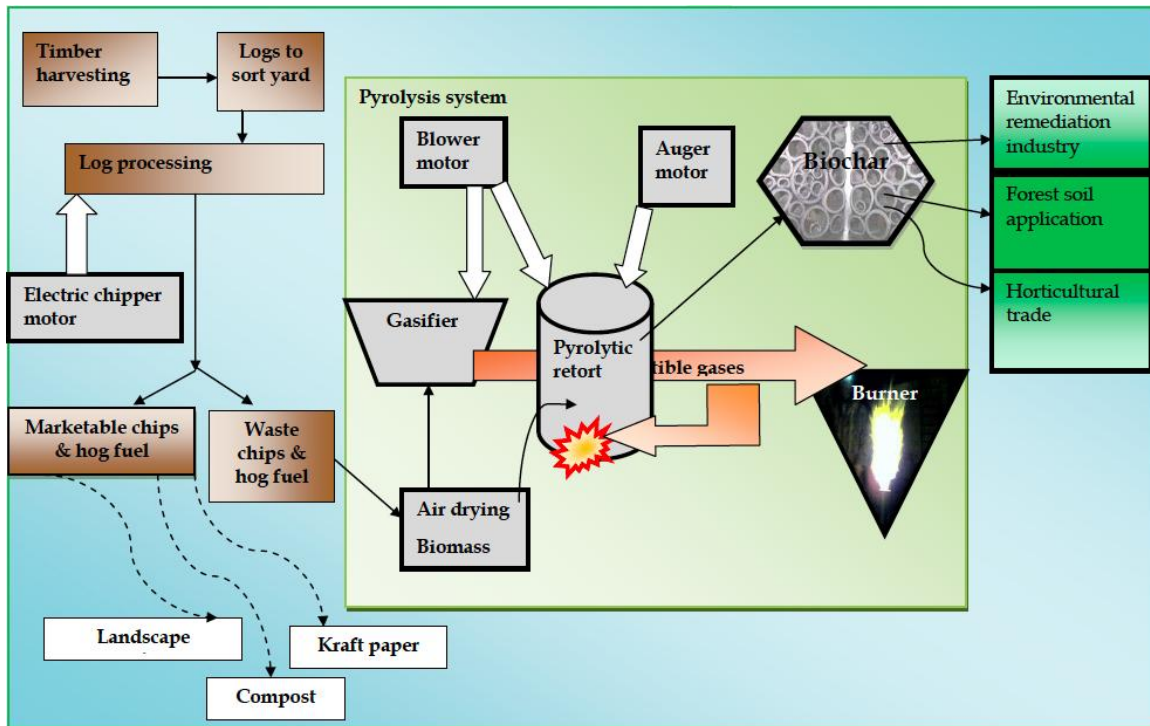 Timber
harvesting
Logs to
sort yard
Log processing
Electric chipper
motor
Marketable chips
& hog fuel
Waste
chips &
hog fuel
Landscape
Compost
Kraft paper
Pyrolysis system
Blower
motor
Auger
motor
Gasifier
Pyrolytic
retort
tible gases
Air drying
Biomass
Biochar
Burner
Environmental
remediation
industry
Forest soil
application
Horticultural
trade